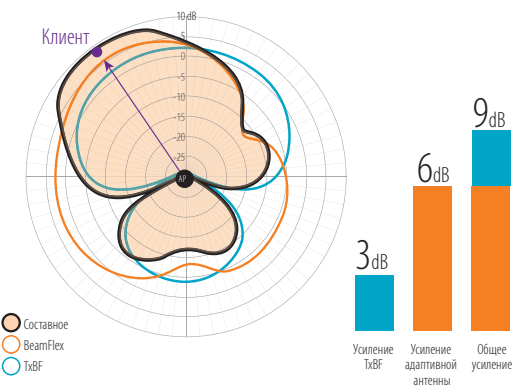 Клиент
10 dB
5
0
-5
-10
-15
-20
-25
AP
Составное
BeamFlex
TxBF
3dB
6dB
9dB
Усиление
TxBF
Усиление
адаптивной
антенны
Общее
усиление